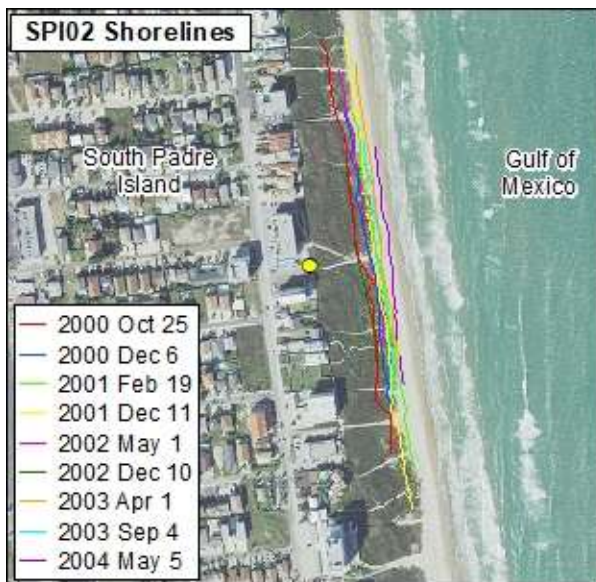 SPI02 Shorelines
South Padre
Island
Gulf of
Mexico
2000 Oct 25
2000 Dec 6
2001 Feb 19
2001 Dec 11
2002 May 1
2002 Dec 10
2003 Apr 1
2003 Sep 4
2004 May 5